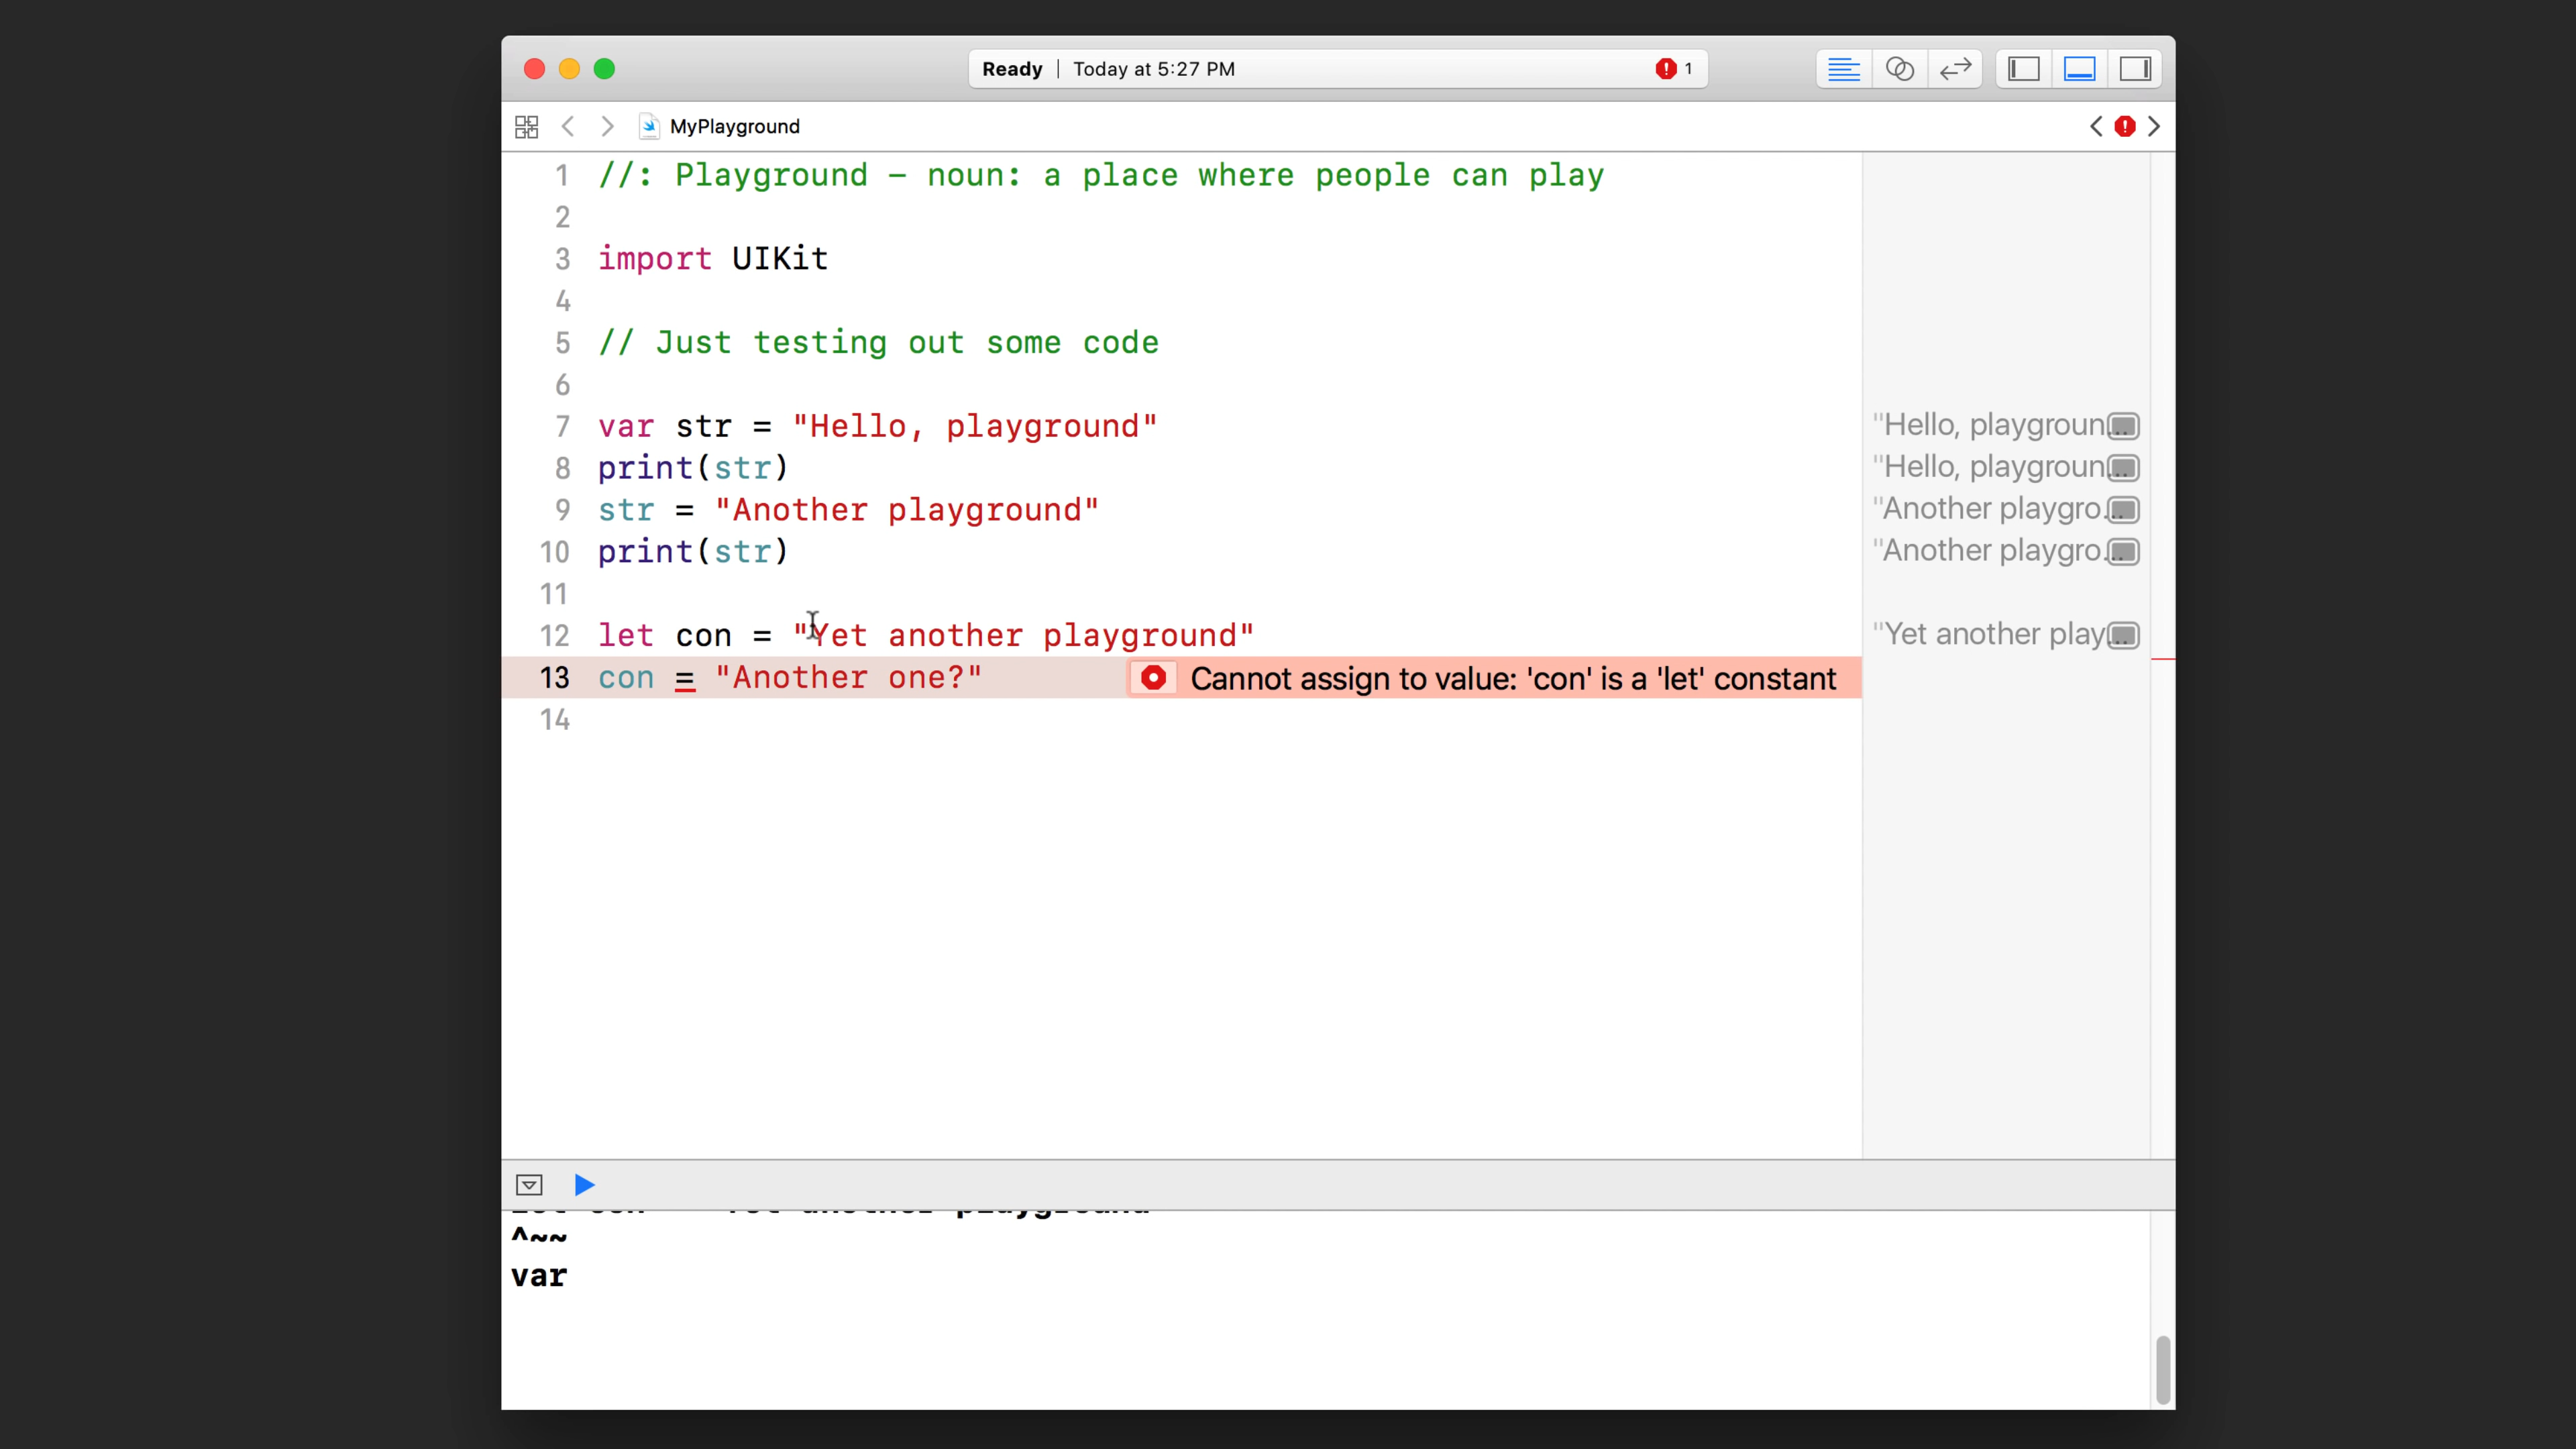 Ready | Today at 5:27 PM 1
MyPlayground
1 //: Playground – noun: a place where people can play
2
3 import UIKit
4
5 // Just testing out some code
6
7 var str = "Hello, playground" "Hello, playgroun...
8 print(str) "Hello, playgroun...
9 str = "Another playground" "Another playgro...
10 print(str) "Another playgro...
11
12 let con = "Yet another playground" "Yet another play...
13 con = "Another one?" Cannot assign to value: 'con' is a 'let' constant
14
^~~
var